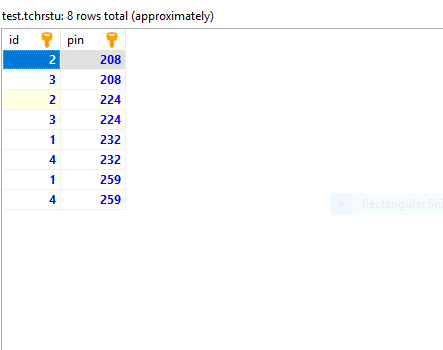 test.tchrstu: 8 rows total (approximately)
id pin
2 208
3 208
2 224
3 224
1 232
4 232
1 259
4 259
Rectangular Sni